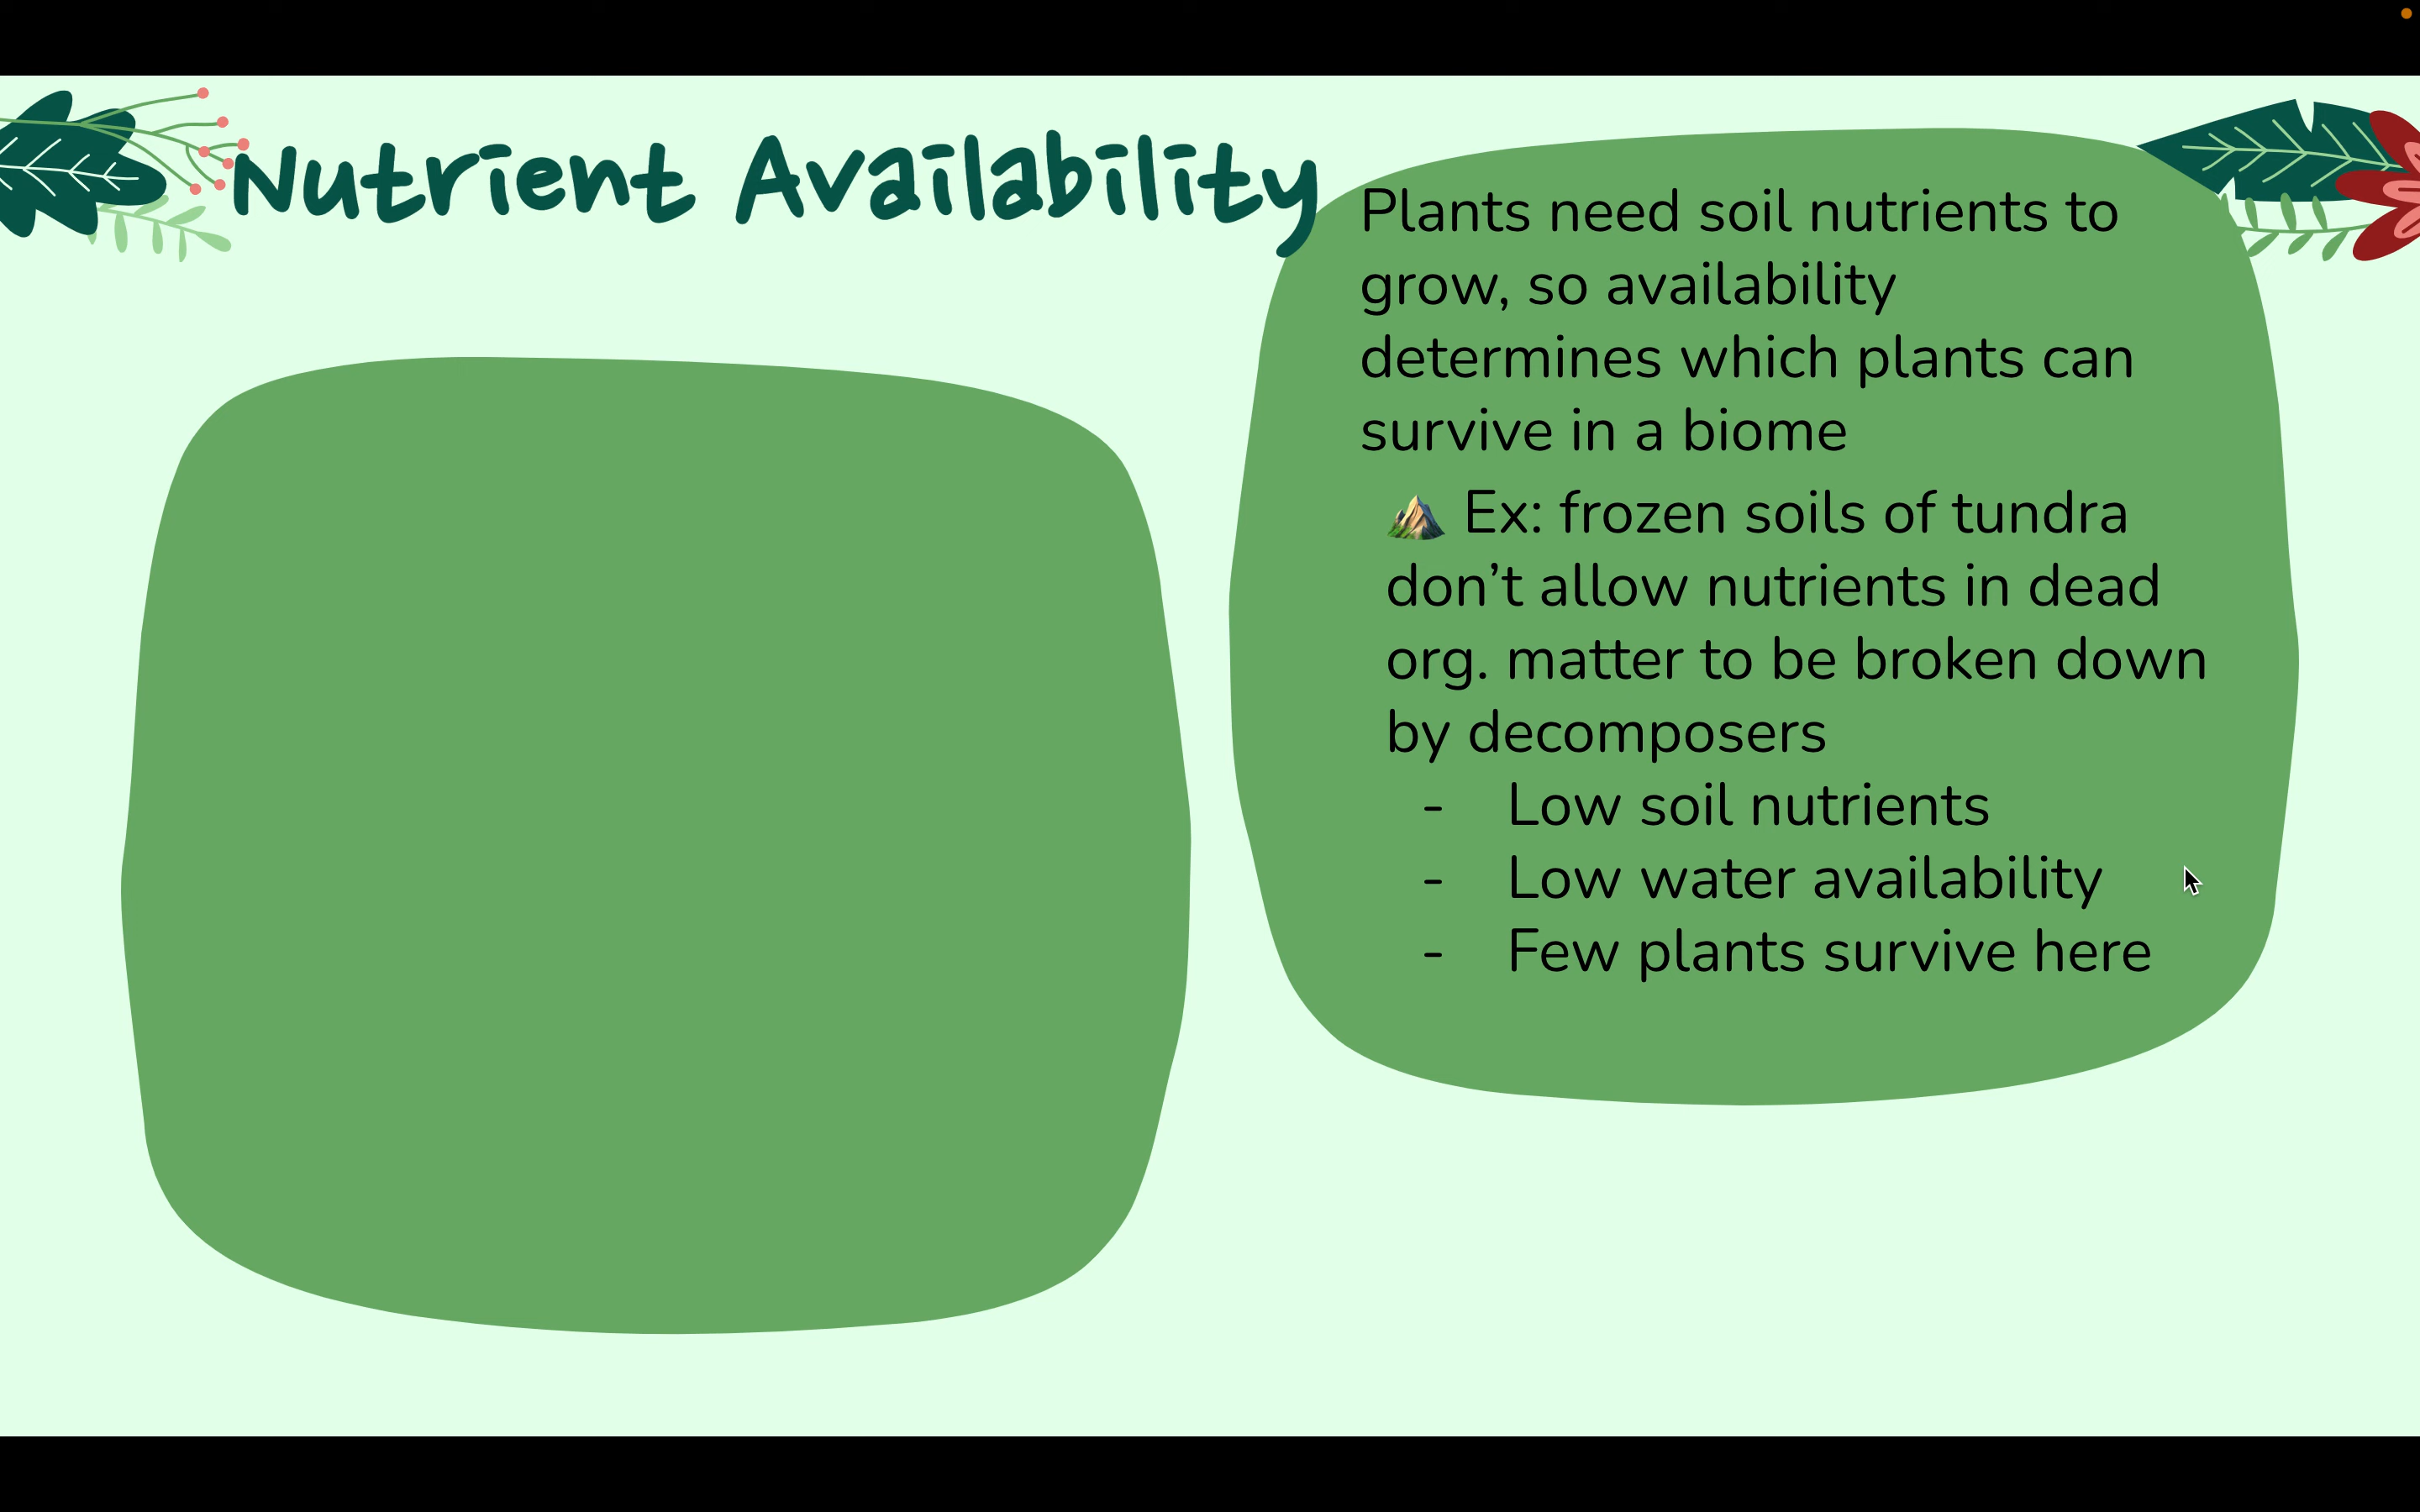 Nutrient Availability
Plants need soil nutrients to
grow, so availability
determines which plants can
survive in a biome
Ex: frozen soils of tundra
don’t allow nutrients in dead
org. matter to be broken down
by decomposers
- Low soil nutrients
- Low water availability
- Few plants survive here